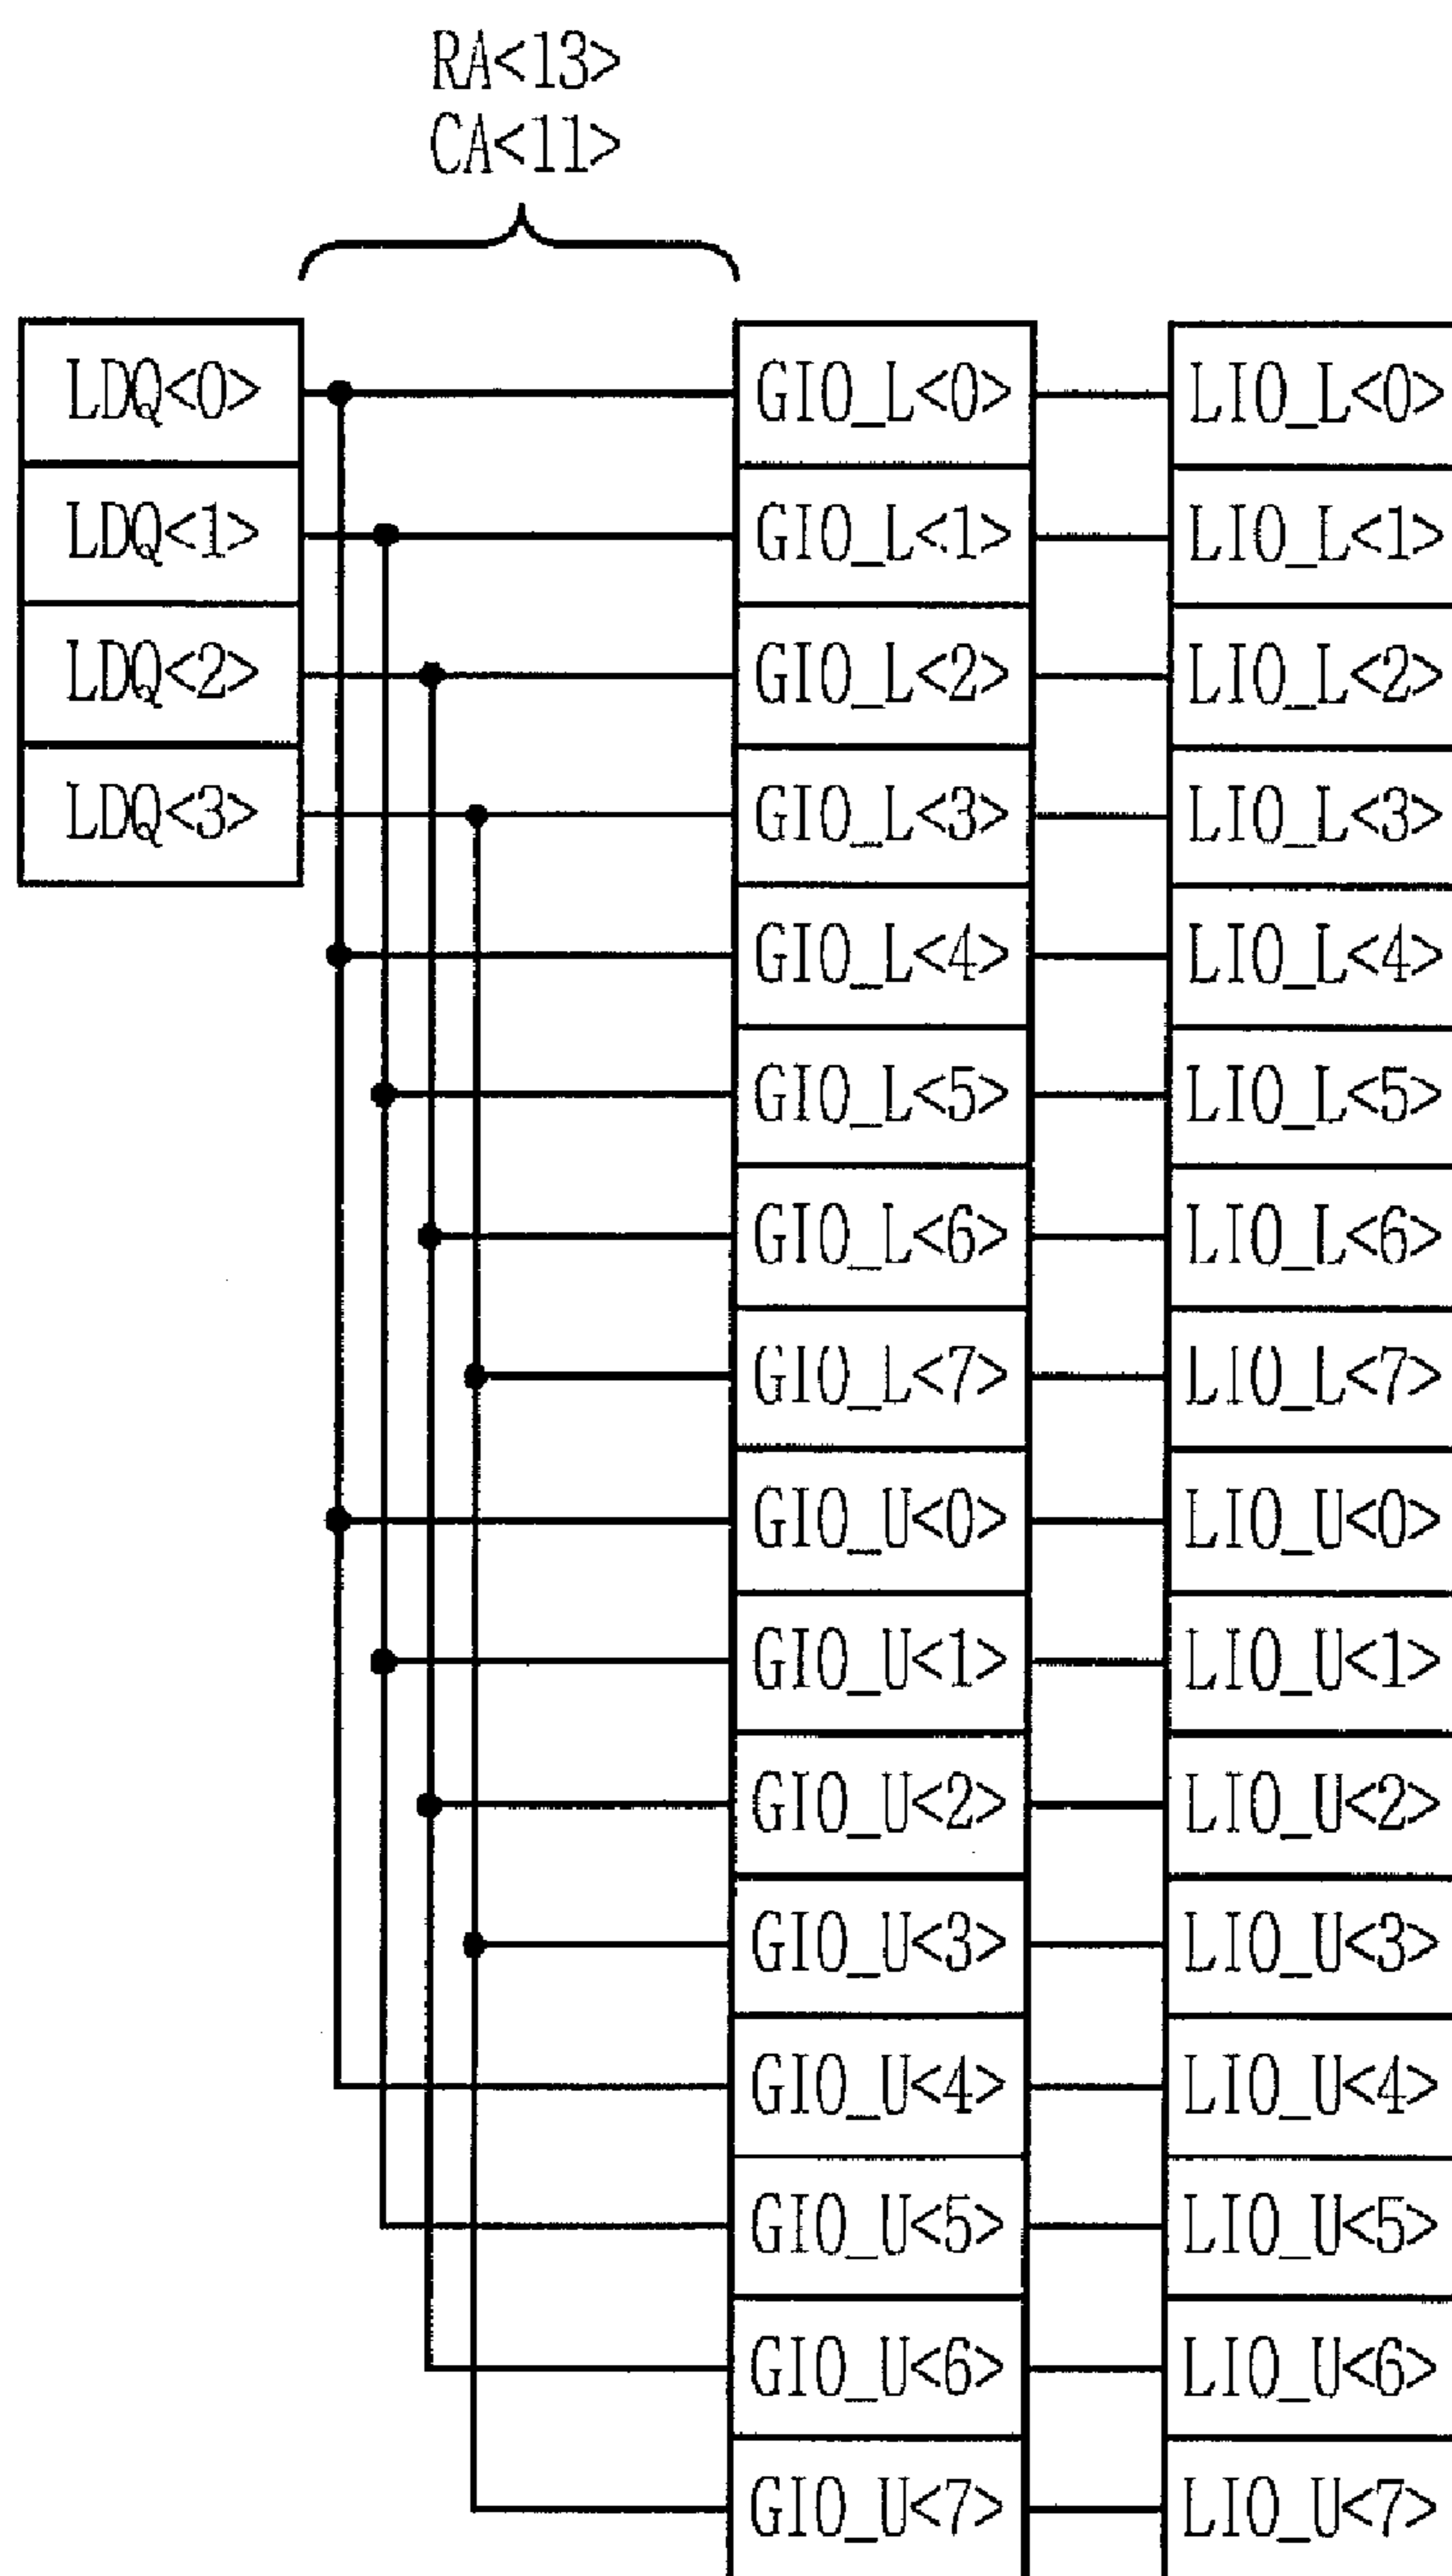 RA<13>
CA<11>
LDQ<0> GIO_L<0> LIO_L<0>
LDQ<1> GIO_L<1> LIO_L<1>
LDQ<2> GIO_L<2> LIO_L<2>
LDQ<3> GIO_L<3> LIO_L<3>
GIO_L<4> LIO_L<4>
GIO_L<5> LIO_L<5>
GIO_L<6> LIO_L<6>
GIO_L<7> LIO_L<7>
GIO_U<0> LIO_U<0>
GIO_U<1> LIO_U<1>
GIO_U<2> LIO_U<2>
GIO_U<3> LIO_U<3>
GIO_U<4> LIO_U<4>
GIO_U<5> LIO_U<5>
GIO_U<6> LIO_U<6>
GIO_U<7> LIO_U<7>